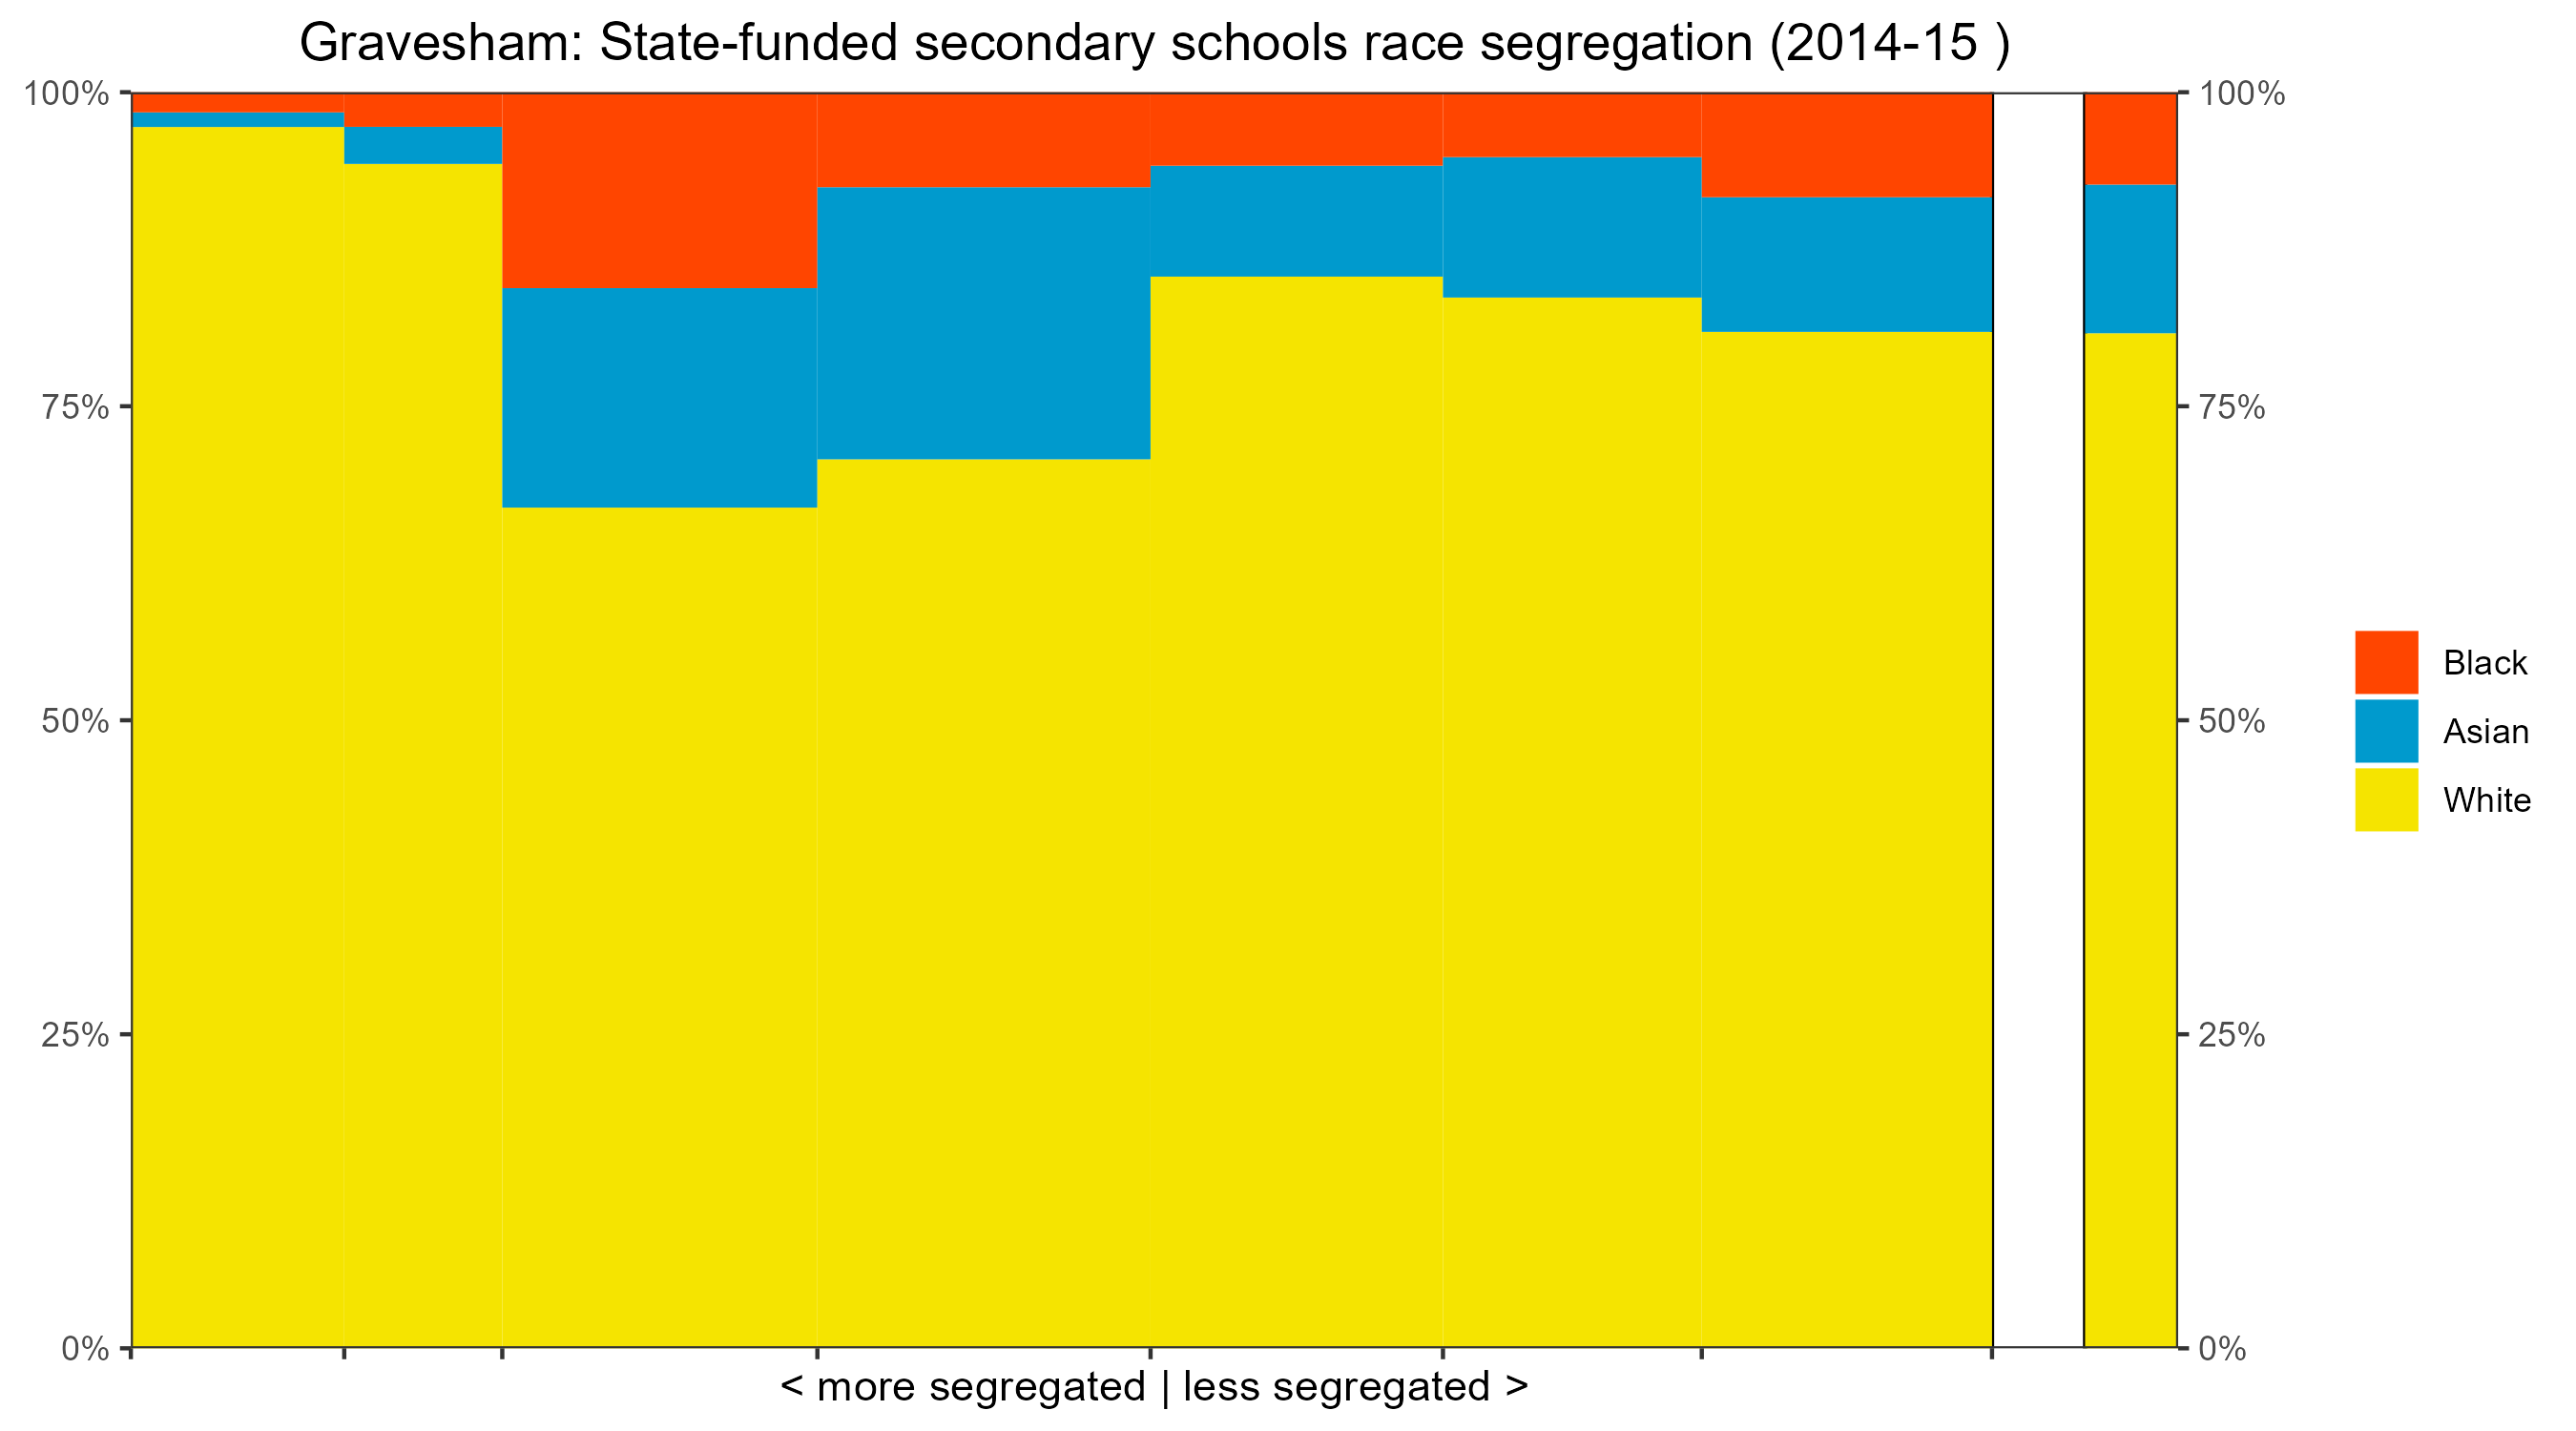 Gravesham: State-funded secondary schools race segregation (2014-15 )
100%
75%
50%
25%
0%
100%
75%
50%
25%
0%
Black
Asian
White
< more segregated | less segregated >